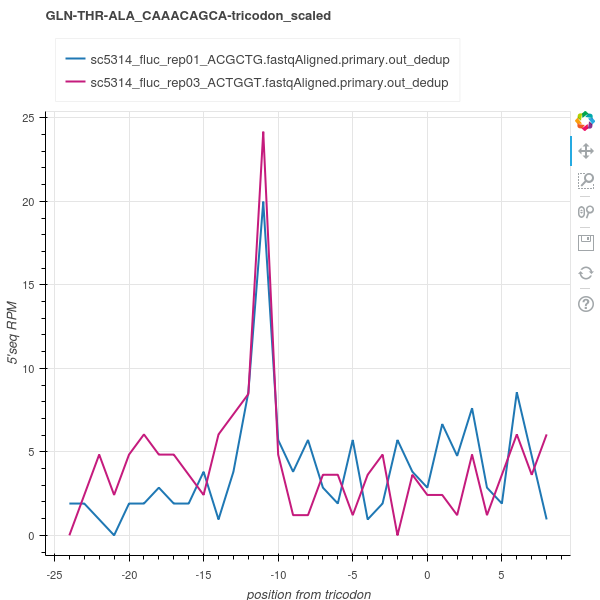 GLN-THR-ALA_CAAACAGCA-tricodon_scaled
sc5314_fluc_rep01_ACGCTG.fastqAligned.primary.out_dedup
sc5314_fluc_rep03_ACTGGT.fastqAligned.primary.out_dedup
25
20
15
10
5
0
5'seq RPM
-25 -20 -15 -10 -5 0 5
position from tricodon